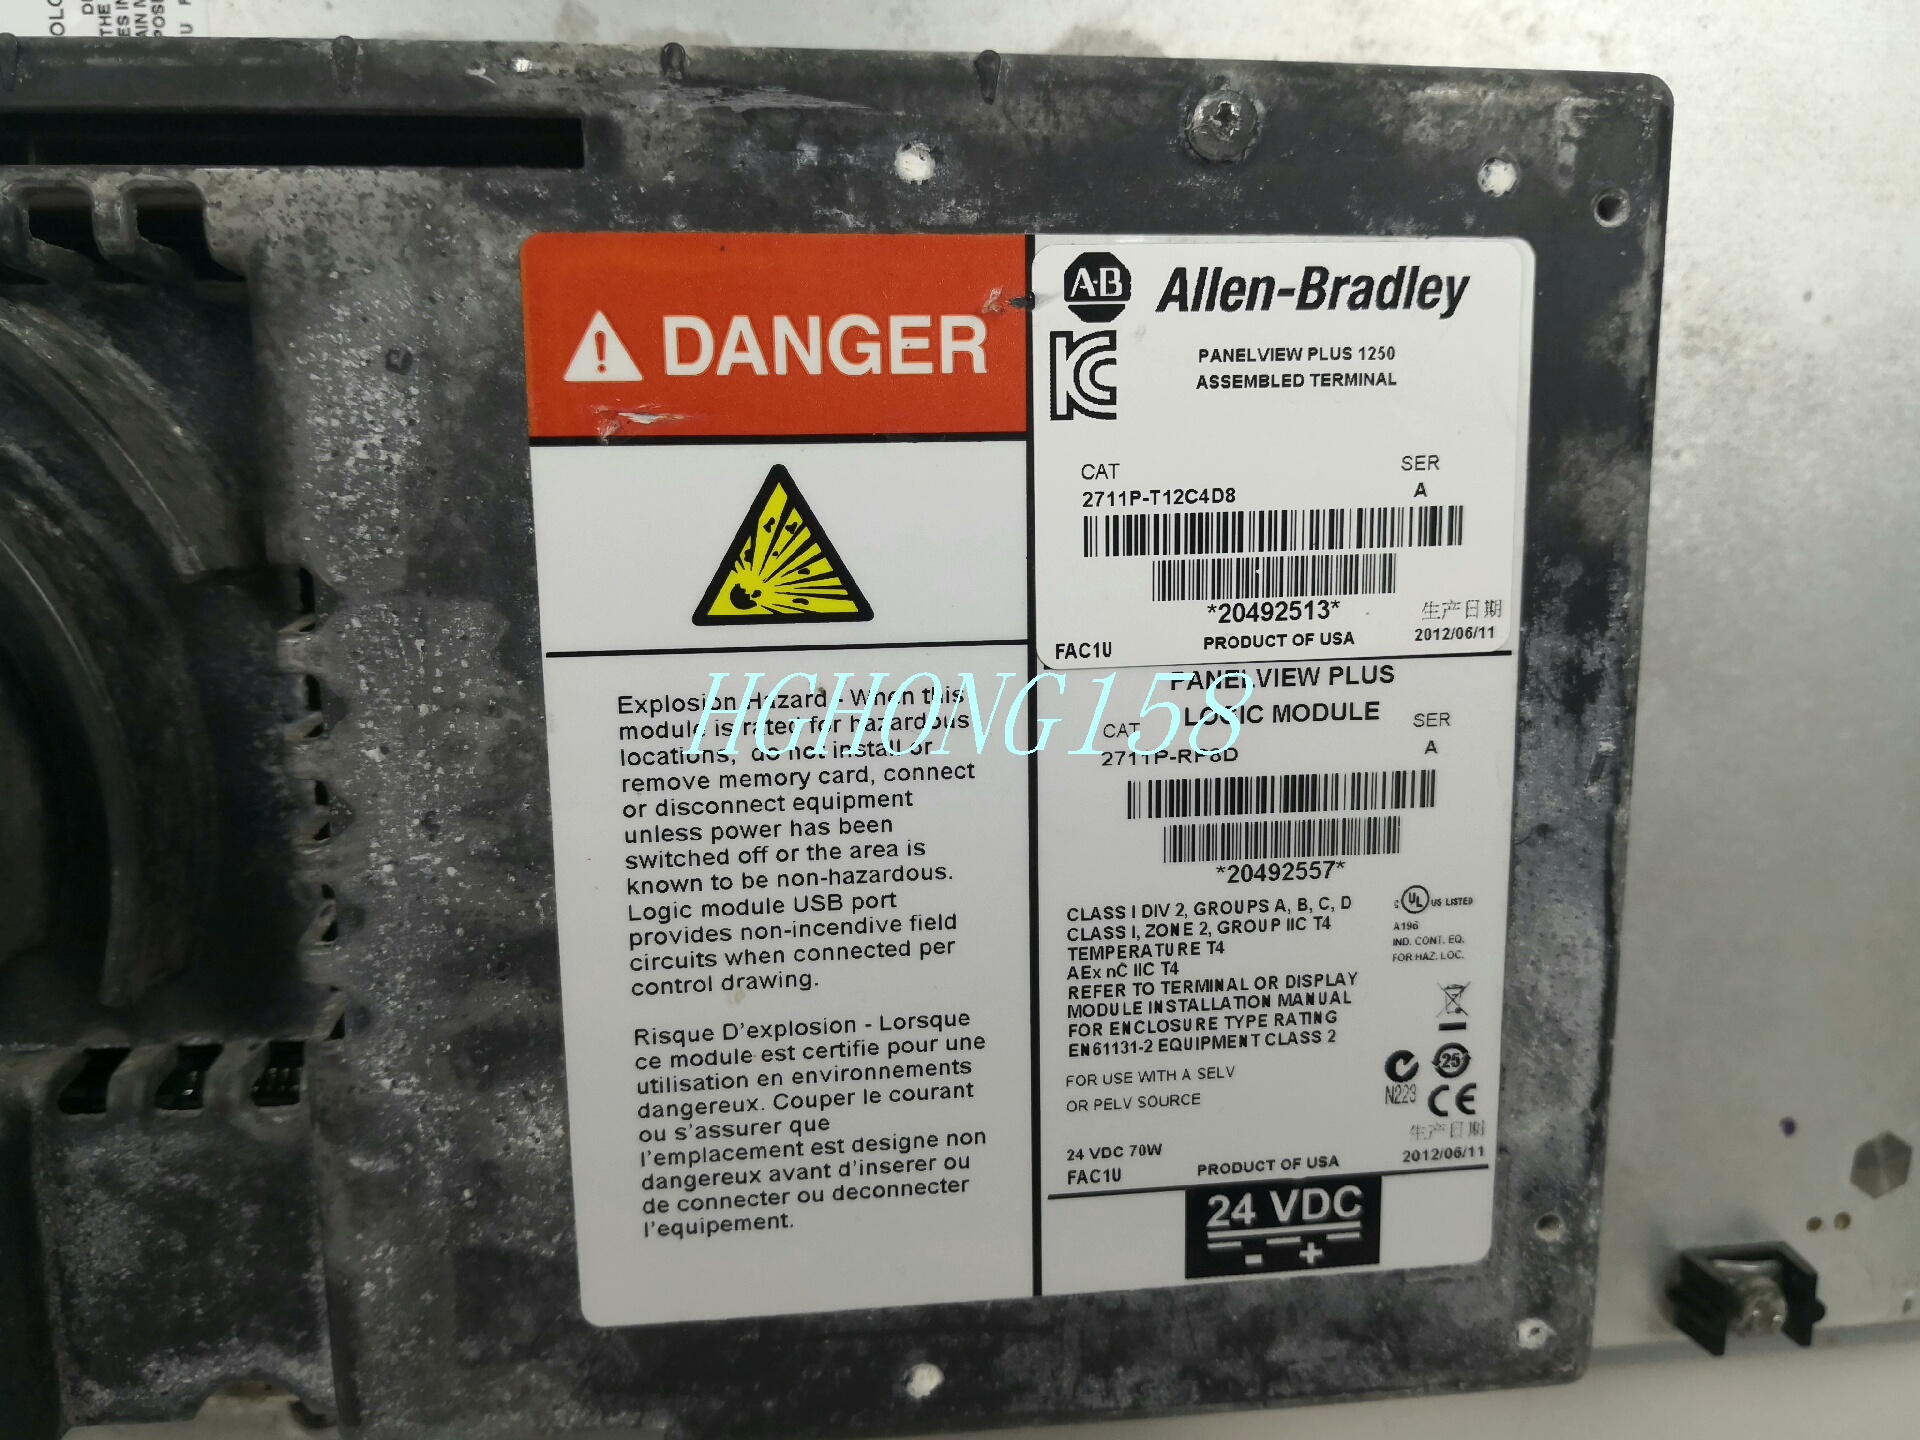 DANGER
Explosion Hazard - When this
module is rated for hazardous
locations, do not install or
remove memory card, connect
or disconnect equipment
unless power has been
switched off or the area is
known to be non-hazardous.
Logic module USB port
provides non-incendive field
circuits when connected per
control drawing.
Risque D'explosion - Lorsque
ce module est certifie pour une
utilisation en environnements
dangereux. Couper le courant
ou s'assurer que
l'emplacement est designe non
dangereux avant d'inserer ou
de connecter ou deconnecter
l'equipement.
A·B Allen-Bradley
PANELVIEW PLUS 1250
ASSEMBLED TERMINAL
CAT SER
2711P-T12C4D8 A
*20492513*
生产日期
FAC1U PRODUCT OF USA 2012/06/11
PANELVIEW PLUS
LOGIC MODULE
CAT SER
2711P-RP8D A
*20492557*
CLASS I DIV 2, GROUPS A, B, C, D
CLASS I, ZONE 2, GROUP IIC T4
TEMPERATURE T4
AEx nC IIC T4
REFER TO TERMINAL OR DISPLAY
MODULE INSTALLATION MANUAL
FOR ENCLOSURE TYPE RATING
EN61131-2 EQUIPMENT CLASS 2
c UL US LISTED
A196
IND. CONT. EQ.
FOR HAZ. LOC.
FOR USE WITH A SELV
OR PELV SOURCE
25
N223 CE
生产日期
24 VDC 70W
FAC1U PRODUCT OF USA 2012/06/11
24 VDC
- +
HGHONG158